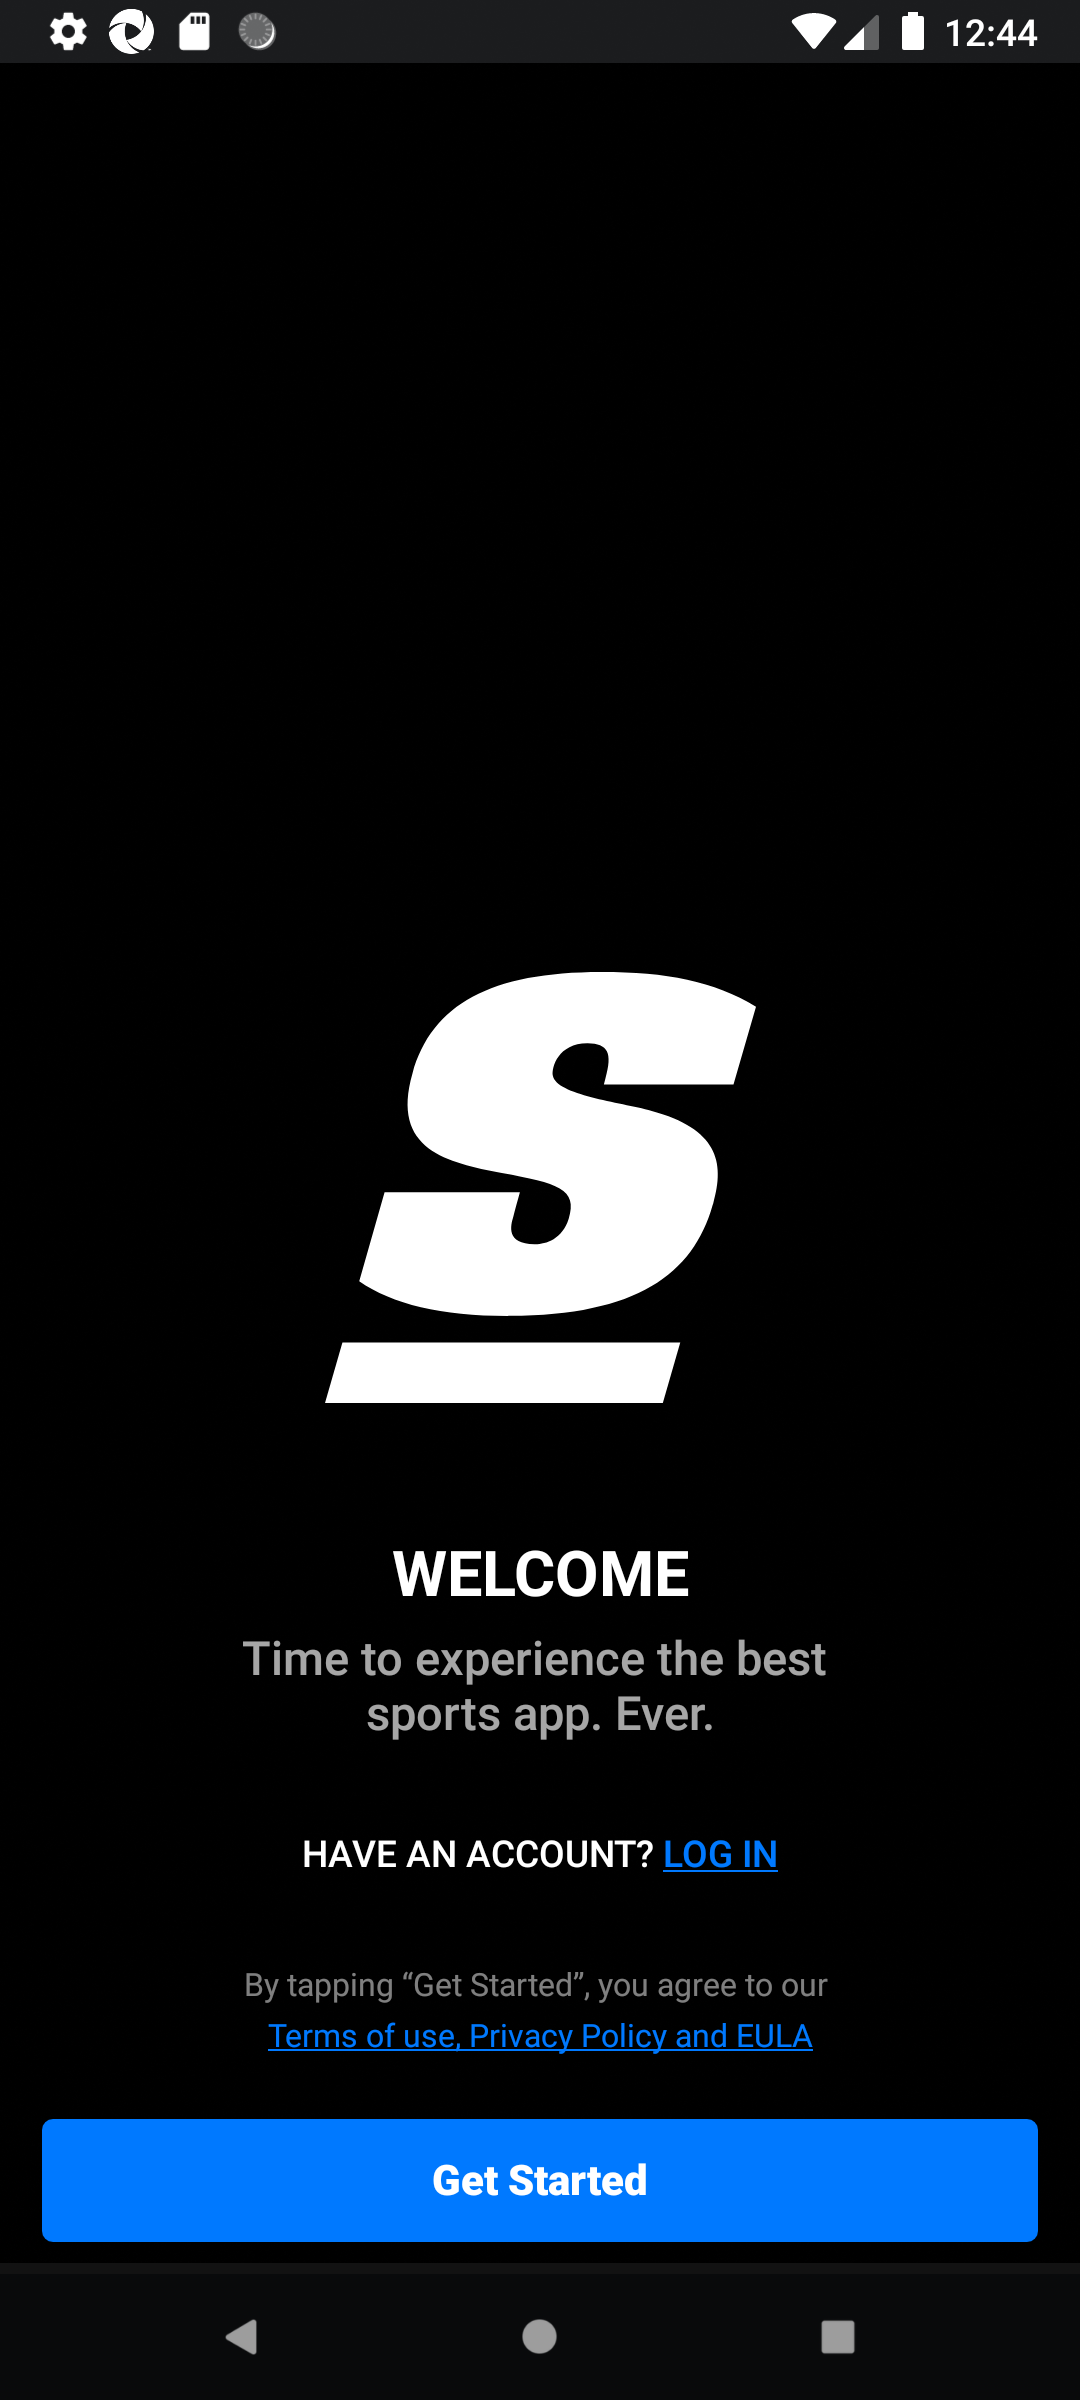 12:44
S
WELCOME
Time to experience the best
sports app. Ever.
HAVE AN ACCOUNT? LOG IN
By tapping “Get Started”, you agree to our
Terms of use, Privacy Policy and EULA
Get Started